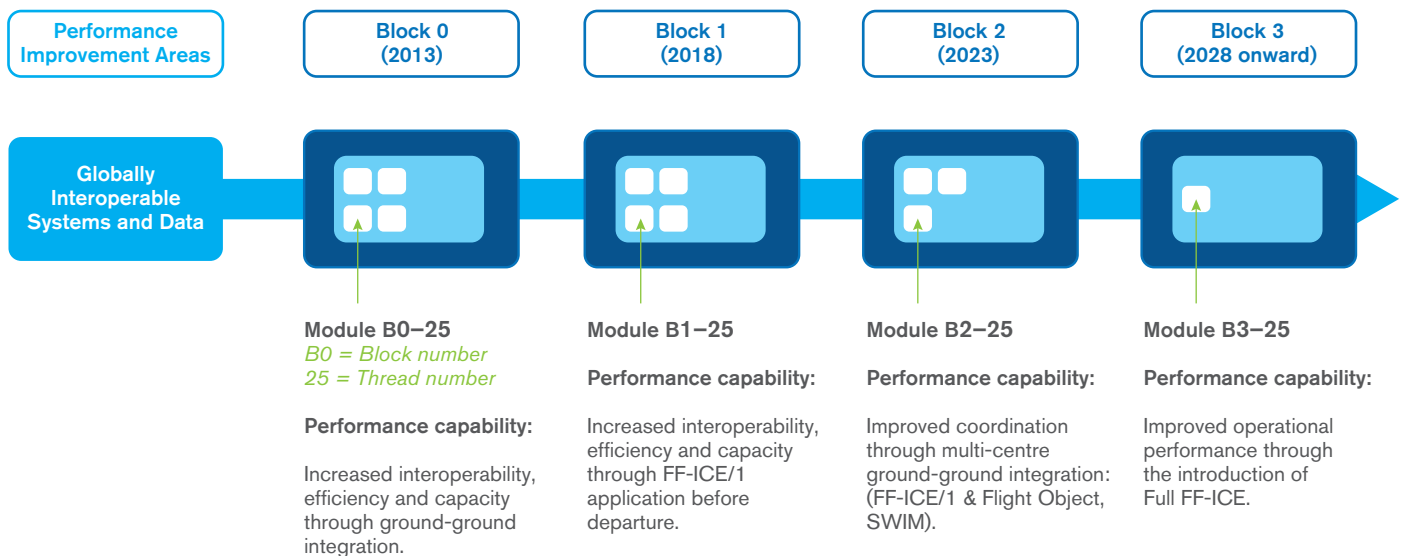 Performance
Improvement Areas
Block 0
(2013)
Block 1
(2018)
Block 2
(2023)
Block 3
(2028 onward)
Globally
Interoperable
Systems and Data
Module B0–25
B0 = Block number
25 = Thread number
Performance capability:
Increased interoperability,
efficiency and capacity
through ground-ground
integration.
Module B1–25
Performance capability:
Increased interoperability,
efficiency and capacity
through FF-ICE/1
application before
departure.
Module B2–25
Performance capability:
Improved coordination
through multi-centre
ground-ground integration:
(FF-ICE/1 & Flight Object,
SWIM).
Module B3–25
Performance capability:
Improved operational
performance through
the introduction of
Full FF-ICE.